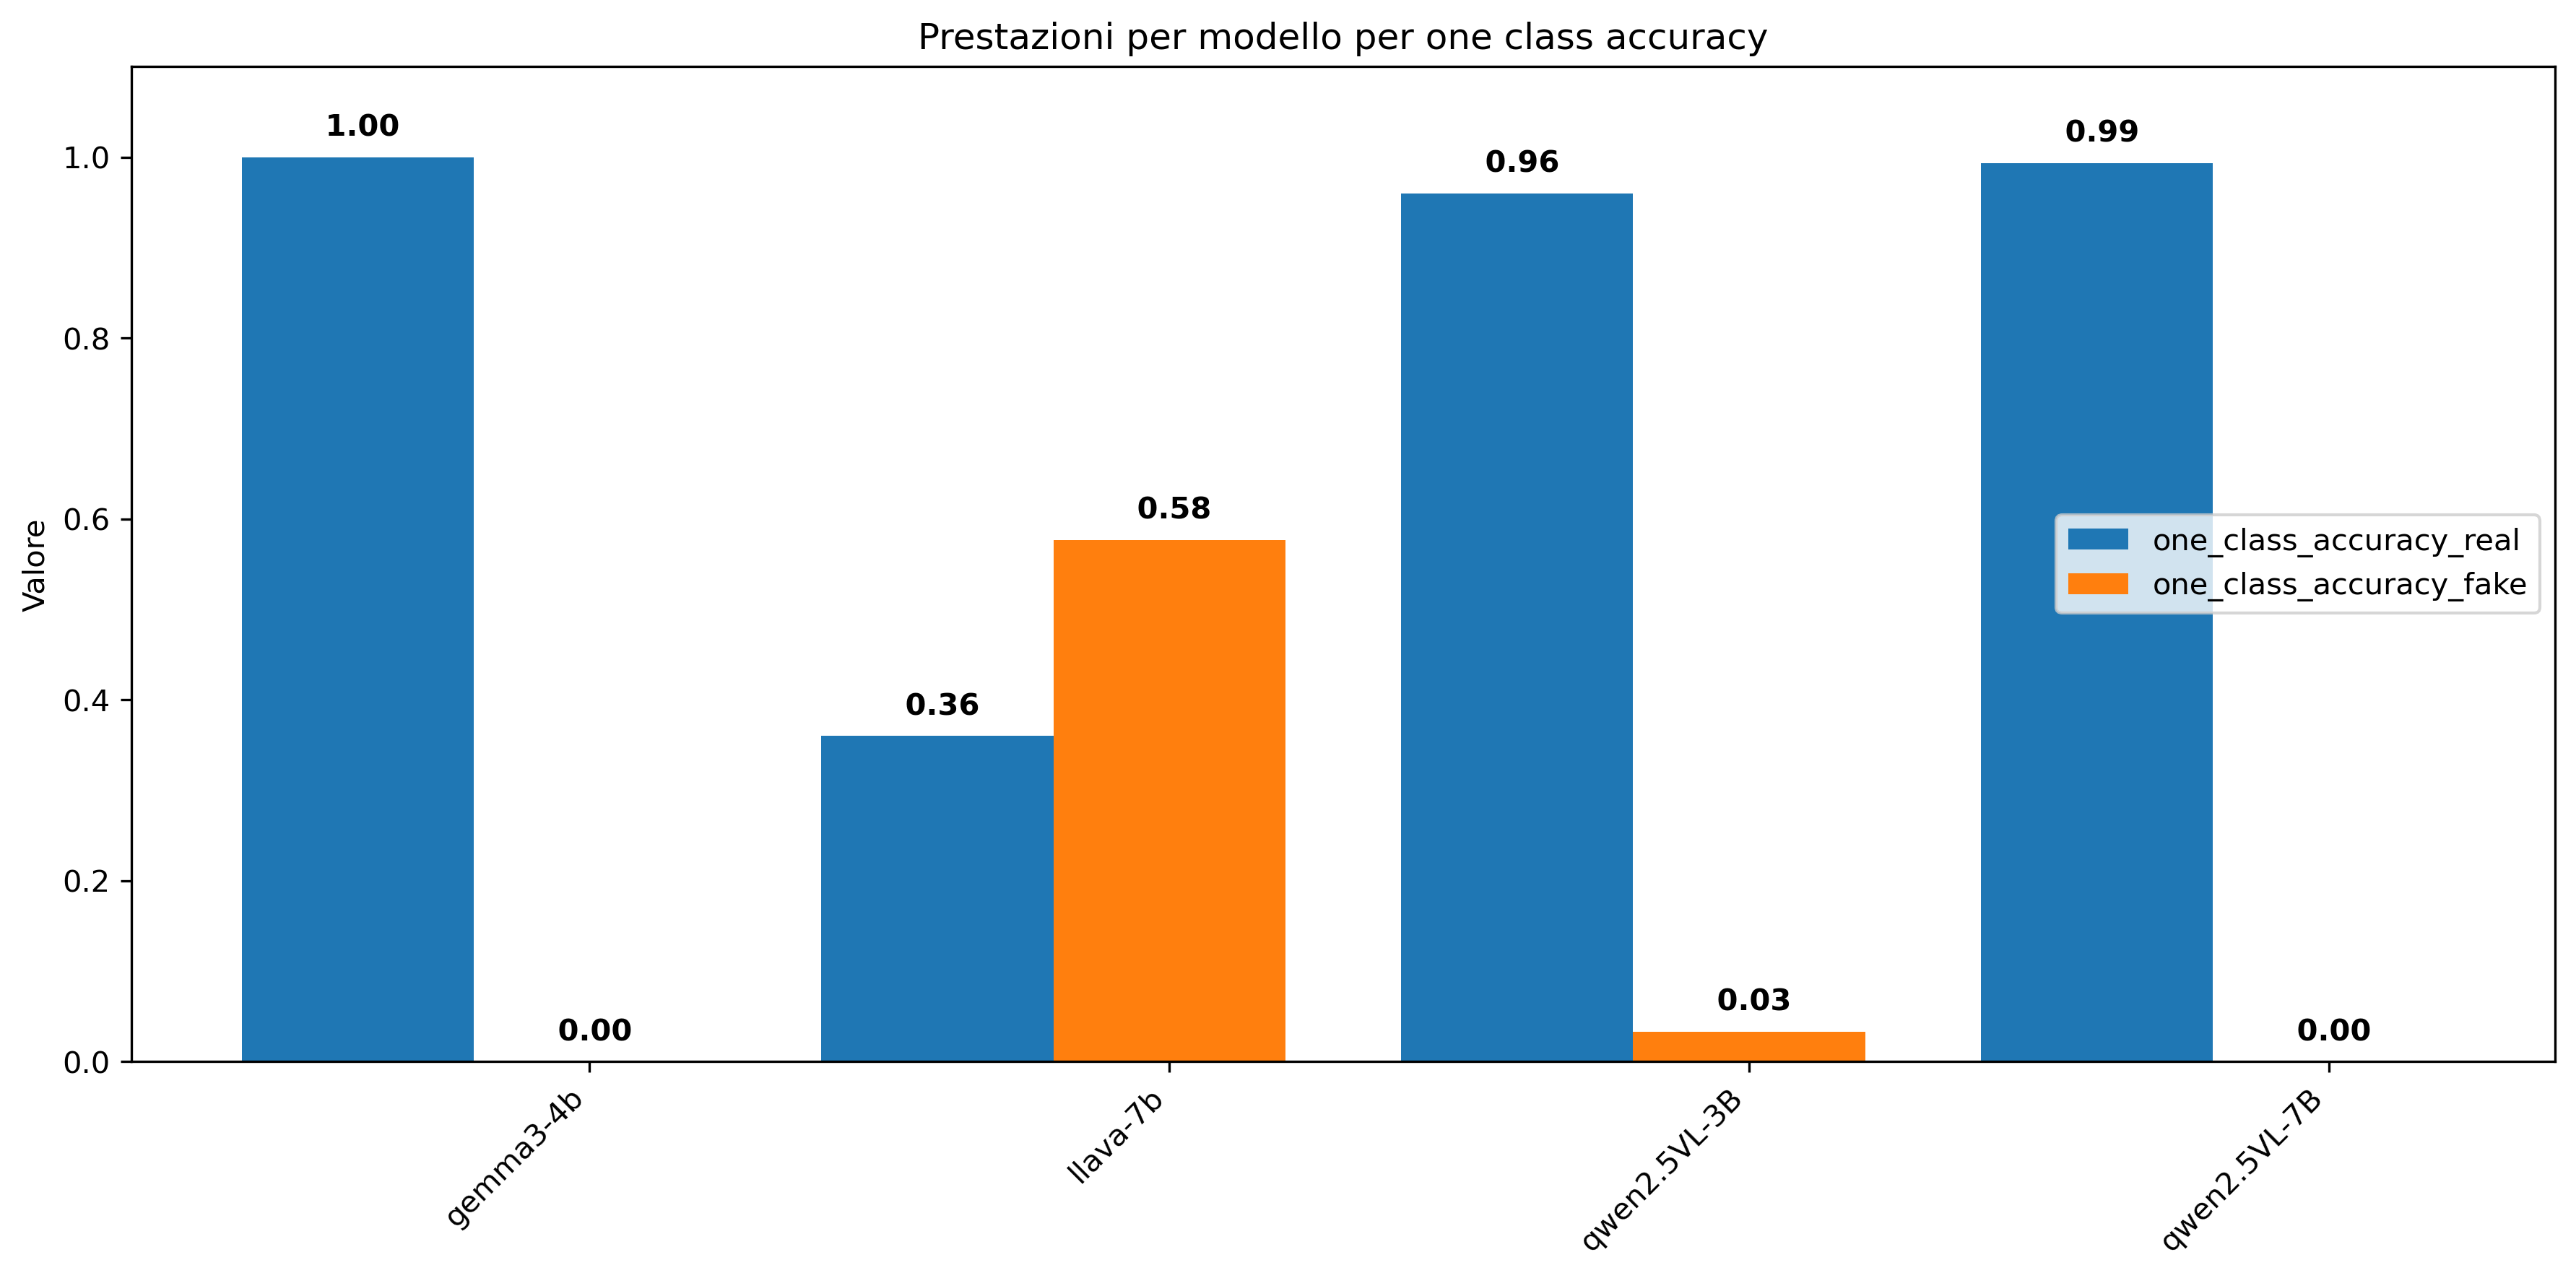 Prestazioni per modello per one class accuracy
Valore
1.0
0.8
0.6
0.4
0.2
0.0
1.00
0.00
0.36
0.58
0.96
0.03
0.99
0.00
one_class_accuracy_real
one_class_accuracy_fake
gemma3-4b
llava-7b
qwen2.5VL-3B
qwen2.5VL-7B